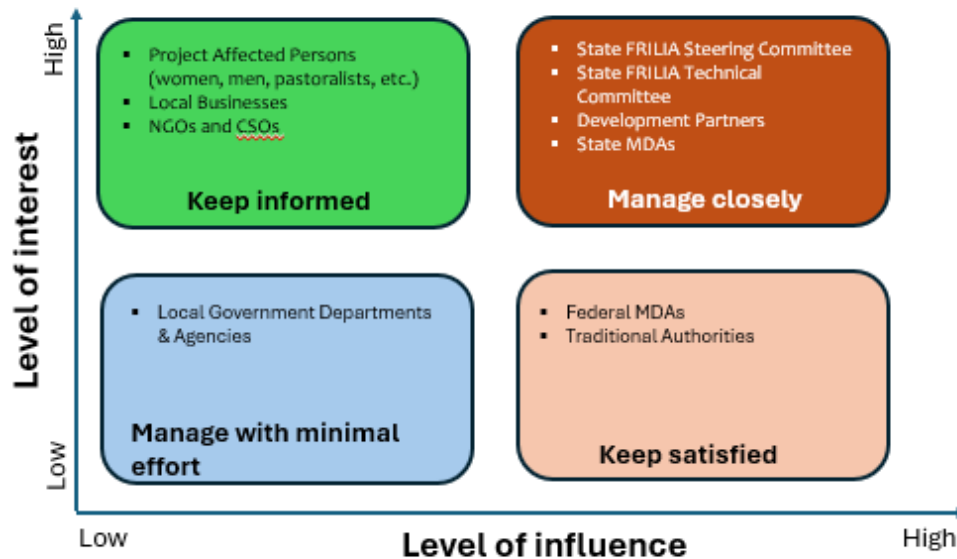 High
Level of interest
Low
▪ Project Affected Persons
(women, men, pastoralists, etc.)
▪ Local Businesses
▪ NGOs and CSOs
Keep informed
▪ State FRILIA Steering Committee
▪ State FRILIA Technical
Committee
▪ Development Partners
▪ State MDAs
Manage closely
▪ Local Government Departments
& Agencies
Manage with minimal
effort
▪ Federal MDAs
▪ Traditional Authorities
Keep satisfied
Low
Level of influence
High